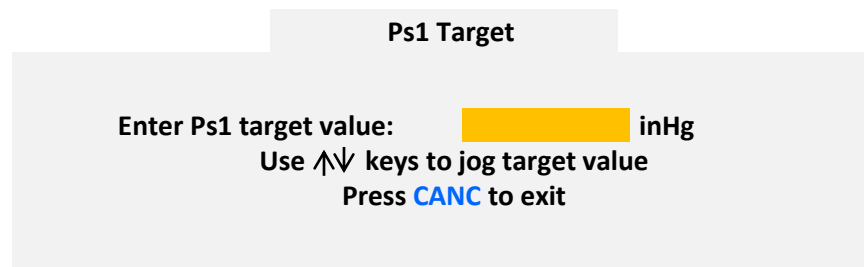 Ps1 Target
Enter Ps1 target value: inHg
Use ↑↓ keys to jog target value
Press CANC to exit